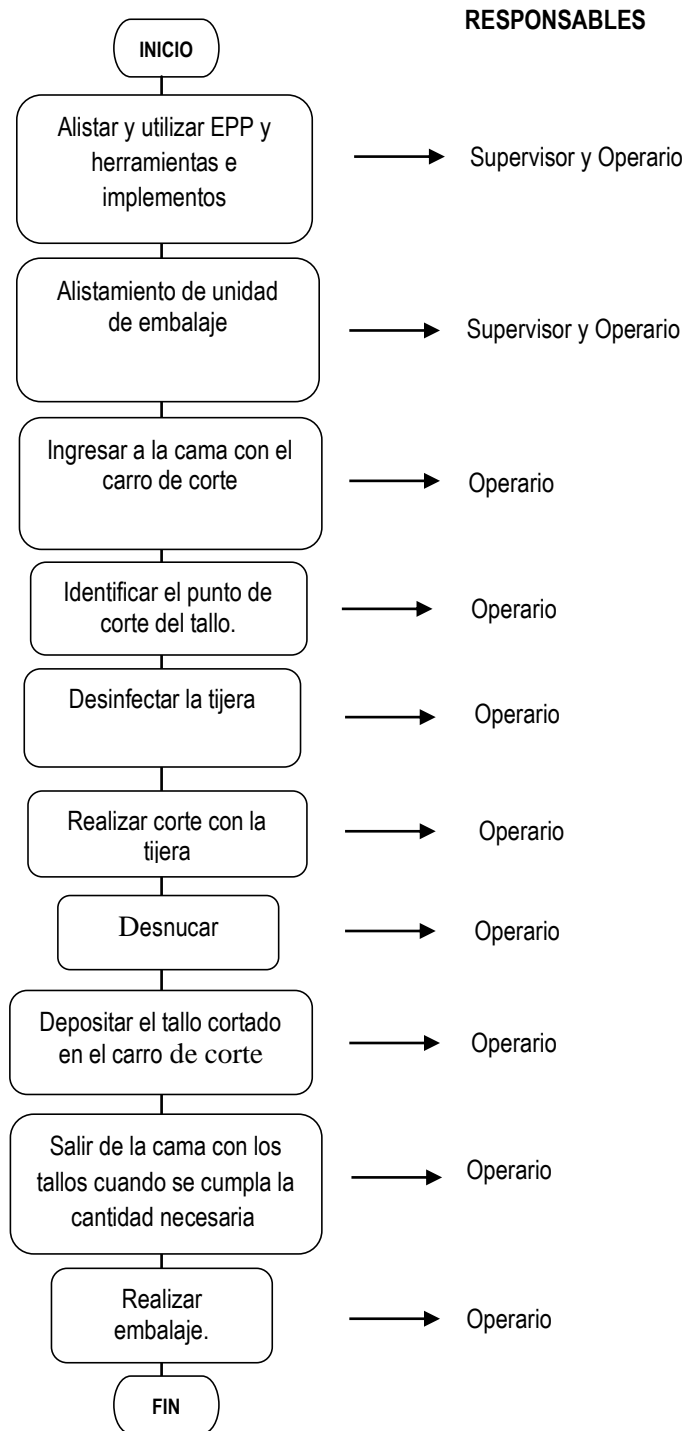 RESPONSABLES
INICIO
Alistar y utilizar EPP y
herramientas e
implementos
Supervisor y Operario
Alistamiento de unidad
de embalaje
Supervisor y Operario
Ingresar a la cama con el
carro de corte
Operario
Identificar el punto de
corte del tallo.
Operario
Desinfectar la tijera
Operario
Realizar corte con la
tijera
Operario
Desnucar
Operario
Depositar el tallo cortado
en el carro de corte
Operario
Salir de la cama con los
tallos cuando se cumpla la
cantidad necesaria
Operario
Realizar
embalaje.
Operario
FIN